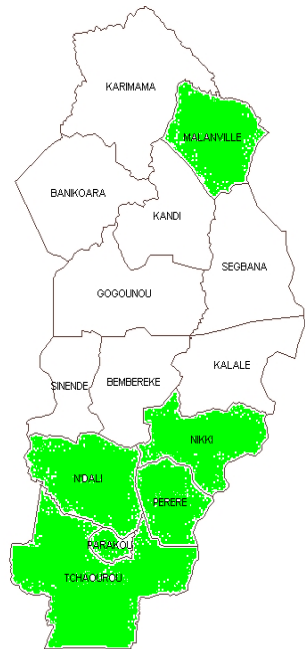 KARIMAMA
MALANVILLE
BANIKOARA
KANDI
SEGBANA
GOGOUNOU
KALALE
SINENDE
BEMBEREKE
NIKKI
N'DALI
PERERE
PARAKOU
TCHAOUROU